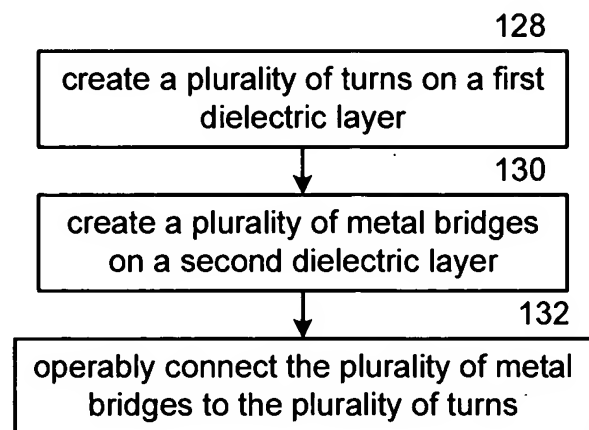 128
create a plurality of turns on a first
dielectric layer
130
create a plurality of metal bridges
on a second dielectric layer
132
operably connect the plurality of metal
bridges to the plurality of turns